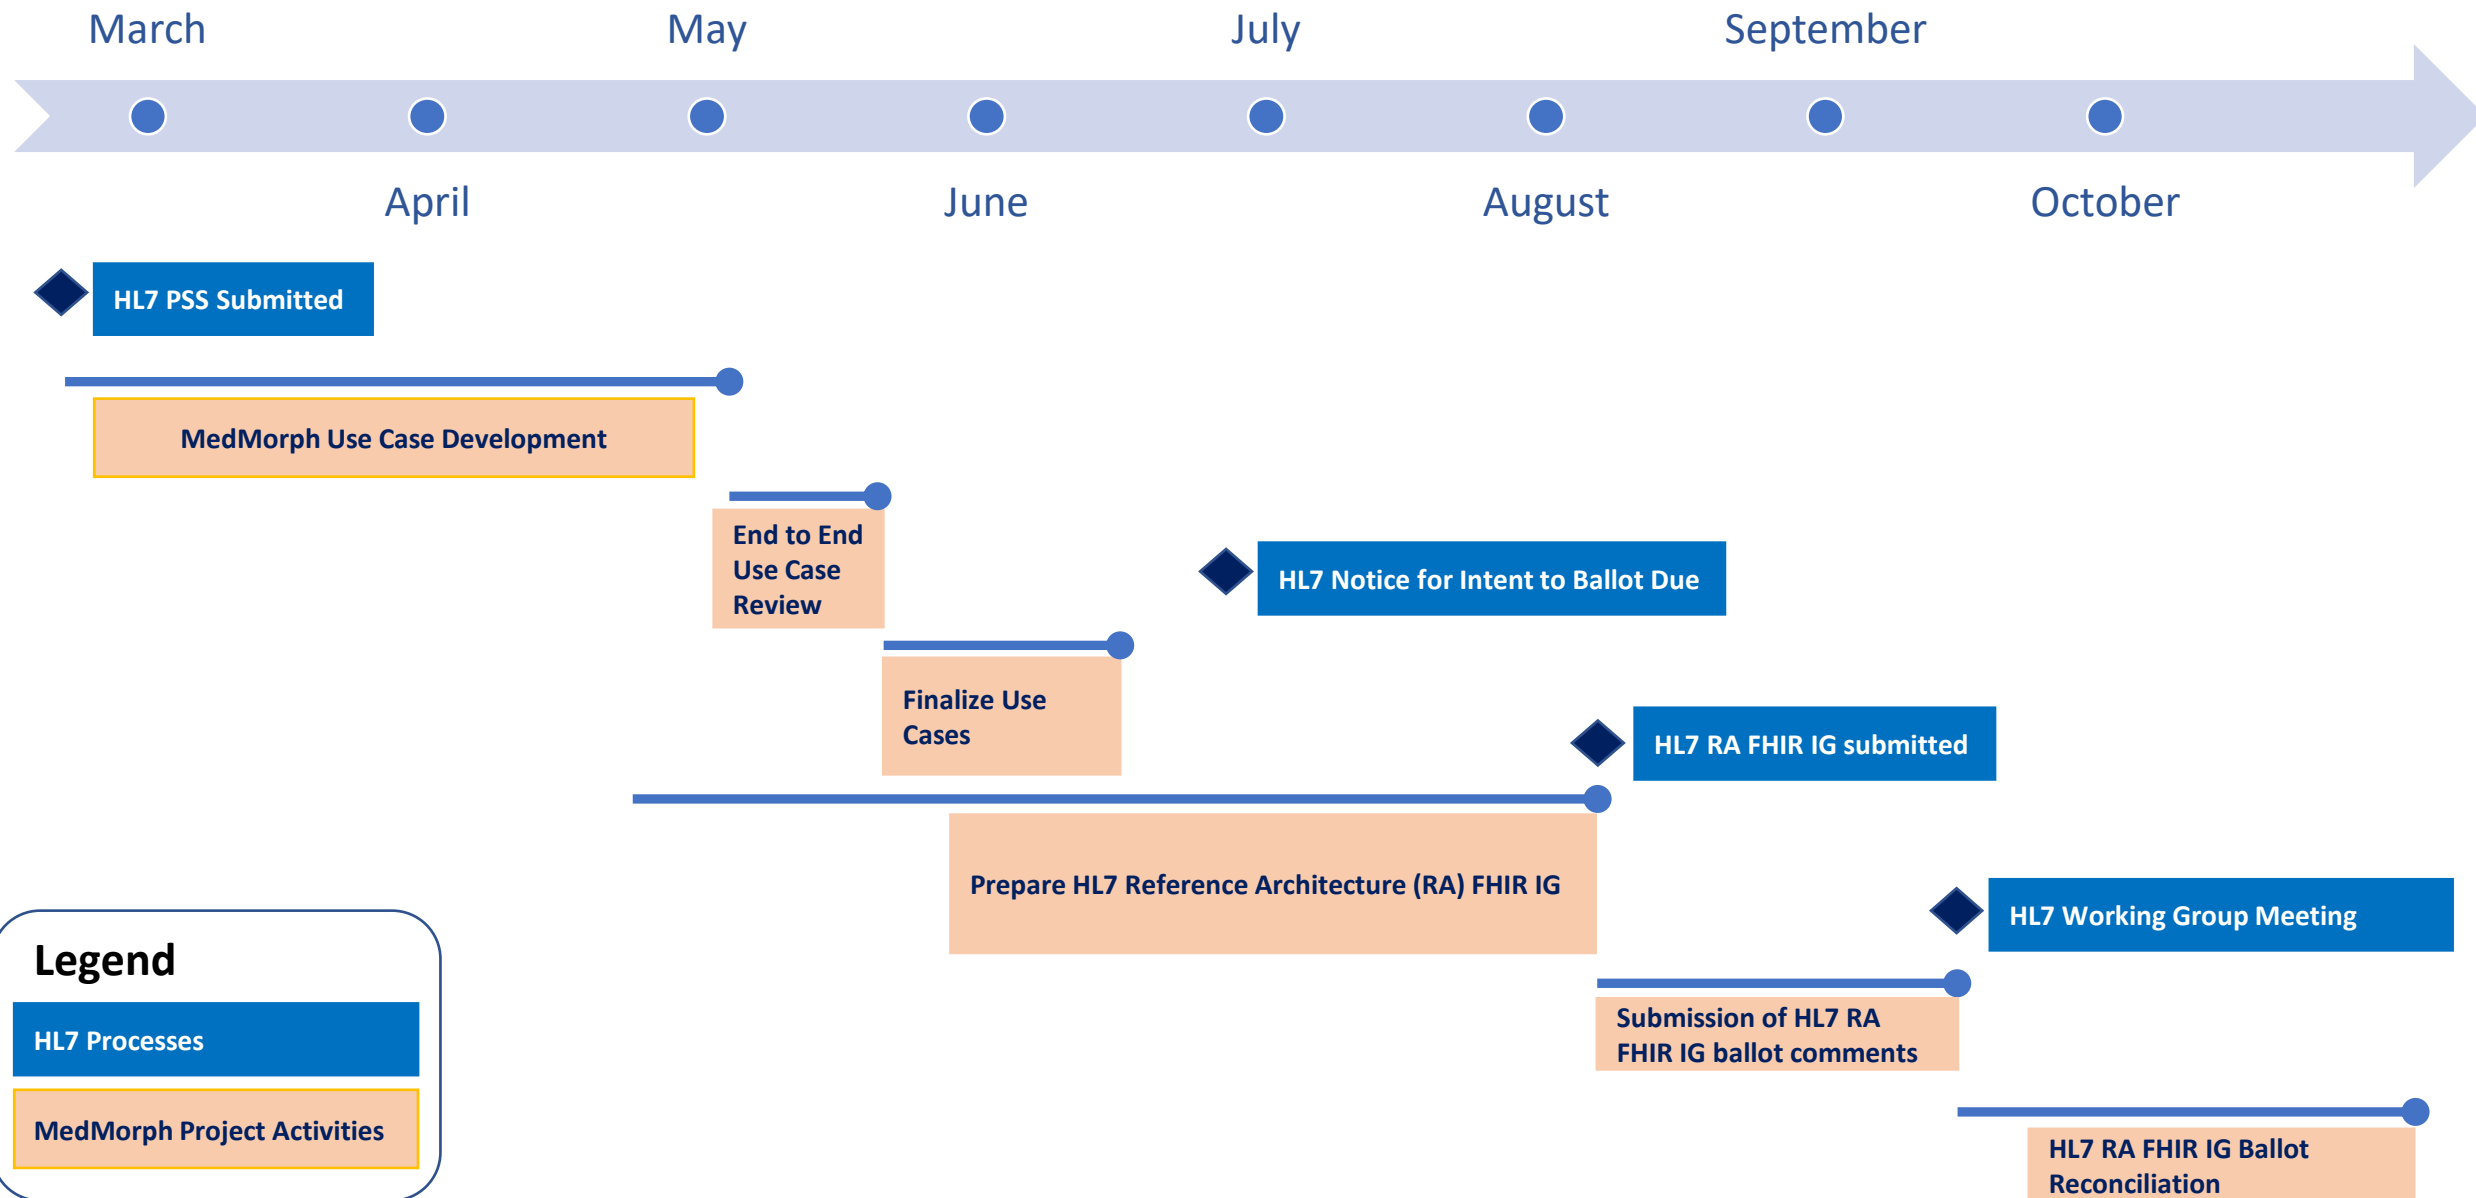 March
May
July
September
April
June
August
October
HL7 PSS Submitted
MedMorph Use Case Development
End to End
Use Case
Review
HL7 Notice for Intent to Ballot Due
Finalize Use
Cases
HL7 RA FHIR IG submitted
Prepare HL7 Reference Architecture (RA) FHIR IG
HL7 Working Group Meeting
Submission of HL7 RA
FHIR IG ballot comments
HL7 RA FHIR IG Ballot
Reconciliation
Legend
HL7 Processes
MedMorph Project Activities